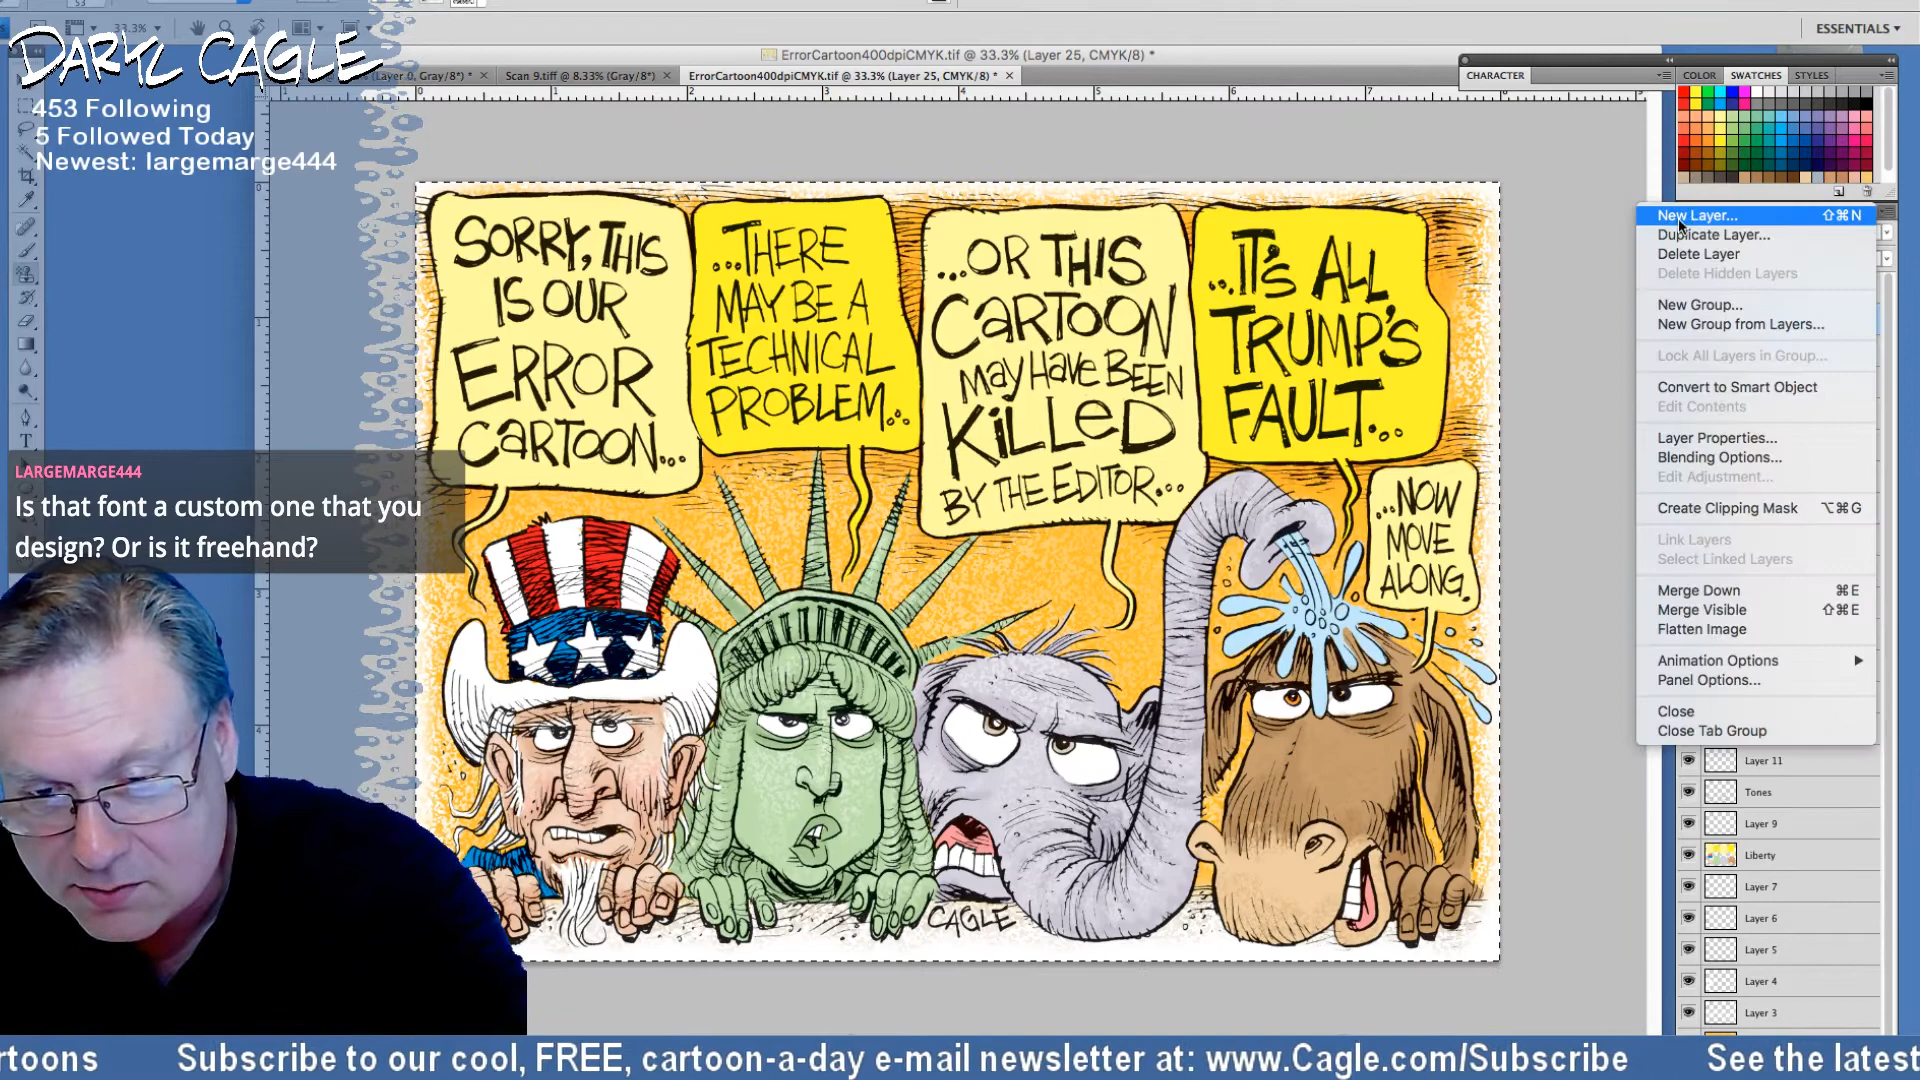 ESSENTIALS
DARYL CAGLE
453 Following
5 Followed Today
Newest: largemarge444
33.3%
ErrorCartoon400dpiCMYK.tif @ 33.3% (Layer 25, CMYK/8) *
(Layer 0, Gray/8*) *
Scan 9.tiff @ 8.33% (Gray/8*)
ErrorCartoon400dpiCMYK.tif @ 33.3% (Layer 25, CMYK/8) *
CHARACTER
COLOR
SWATCHES
STYLES
SORRY, THIS
IS OUR
ERROR
CARTOON...
...THERE
MAY BE A
TECHNICAL
PROBLEM...
...OR THIS
CARTOON
MAY HAVE BEEN
KILLED
BY THE EDITOR...
...IT'S ALL
TRUMP'S
FAULT...
...NOW
MOVE
ALONG.
CAGLE
LARGEMARGE444
Is that font a custom one that you
design? Or is it freehand?
New Layer... ⇧⌘N
Duplicate Layer...
Delete Layer
Delete Hidden Layers
New Group...
New Group from Layers...
Lock All Layers in Group...
Convert to Smart Object
Edit Contents
Layer Properties...
Blending Options...
Edit Adjustment...
Create Clipping Mask ⌥⌘G
Link Layers
Select Linked Layers
Merge Down ⌘E
Merge Visible ⇧⌘E
Flatten Image
Animation Options
Panel Options...
Close
Close Tab Group
Layer 11
Tones
Layer 9
Liberty
Layer 7
Layer 6
Layer 5
Layer 4
Layer 3
rtoons Subscribe to our cool, FREE, cartoon-a-day e-mail newsletter at: www.Cagle.com/Subscribe See the latest